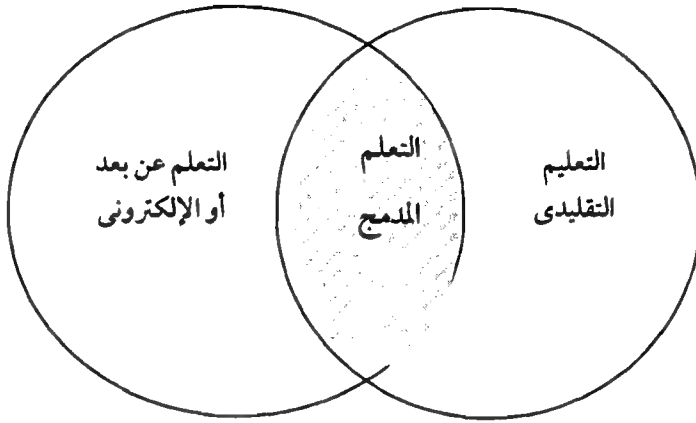 التعليم
التقليدى
التعلم
المدمج
التعلم عن بعد
أو الإلكترونى